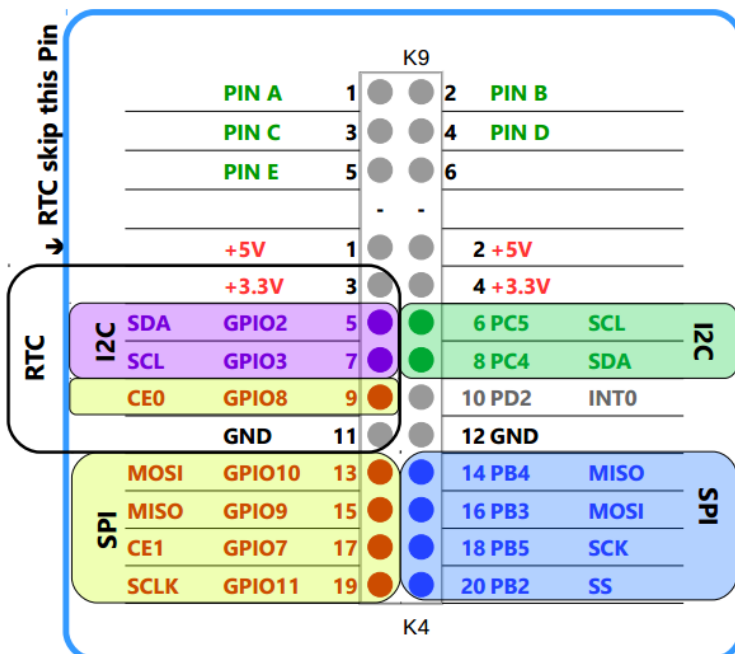 K9
PIN A 1 2 PIN B
PIN C 3 4 PIN D
PIN E 5 6
- -
+5V 1 2 +5V
+3.3V 3 4 +3.3V
SDA GPIO2 5 6 PC5 SCL
SCL GPIO3 7 8 PC4 SDA
CE0 GPIO8 9 10 PD2 INT0
GND 11 12 GND
MOSI GPIO10 13 14 PB4 MISO
MISO GPIO9 15 16 PB3 MOSI
CE1 GPIO7 17 18 PB5 SCK
SCLK GPIO11 19 20 PB2 SS
K4
🡸 RTC skip this Pin
RTC
I2C
SPI
I2C
SPI